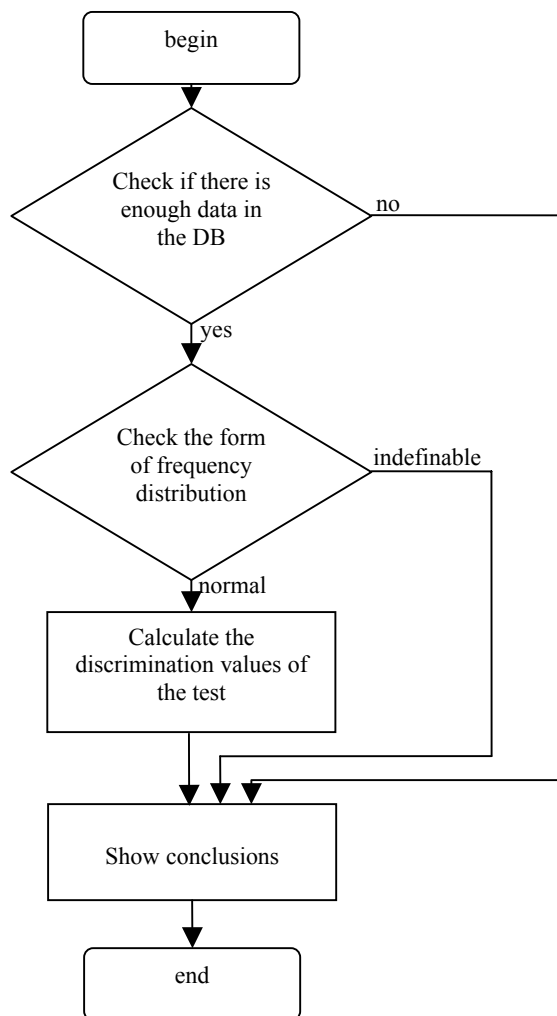 begin
Check if there is
enough data in
the DB
no
yes
Check the form
of frequency
distribution
indefinable
normal
Calculate the
discrimination values of
the test
Show conclusions
end